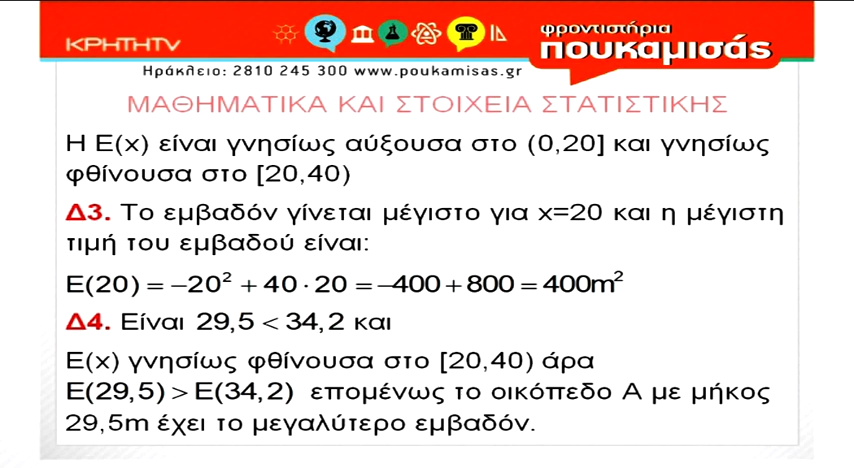 ΚΡΗΤΗTV
φροντιστήρια
πουκαμισάς
Ηράκλειο: 2810 245 300 www.poukamisas.gr
ΜΑΘΗΜΑΤΙΚΑ ΚΑΙ ΣΤΟΙΧΕΙΑ ΣΤΑΤΙΣΤΙΚΗΣ
Η Ε(x) είναι γνησίως αύξουσα στο (0,20] και γνησίως
φθίνουσα στο [20,40)
Δ3. Το εμβαδόν γίνεται μέγιστο για x=20 και η μέγιστη
τιμή του εμβαδού είναι:
Ε(20) = −20² + 40 · 20 = −400 + 800 = 400m²
Δ4. Είναι 29,5 < 34,2 και
Ε(x) γνησίως φθίνουσα στο [20,40) άρα
Ε(29,5) > Ε(34,2) επομένως το οικόπεδο Α με μήκος
29,5m έχει το μεγαλύτερο εμβαδόν.